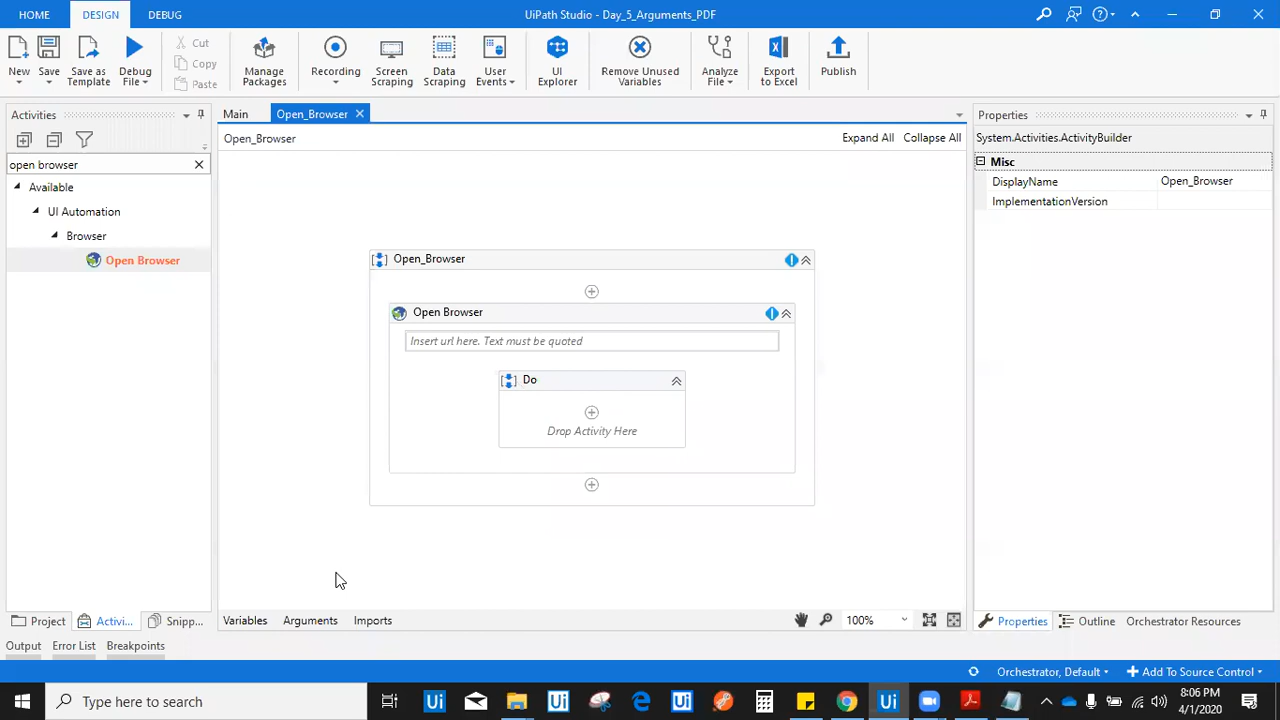 HOME DESIGN DEBUG UiPath Studio - Day_5_Arguments_PDF
New Save Save as Template Debug File Cut Copy Paste Manage Packages Recording Screen Scraping Data Scraping User Events UI Explorer Remove Unused Variables Analyze File Export to Excel Publish
Activities
open browser
Available
UI Automation
Browser
Open Browser
Main Open_Browser
Open_Browser Expand All Collapse All
Open_Browser
Open Browser
Insert url here. Text must be quoted
Do
Drop Activity Here
Properties
System.Activities.ActivityBuilder
Misc
DisplayName Open_Browser
ImplementationVersion
Project Activi... Snipp... Variables Arguments Imports 100% Properties Outline Orchestrator Resources
Output Error List Breakpoints
Orchestrator, Default Add To Source Control
Type here to search
8:06 PM
4/1/2020